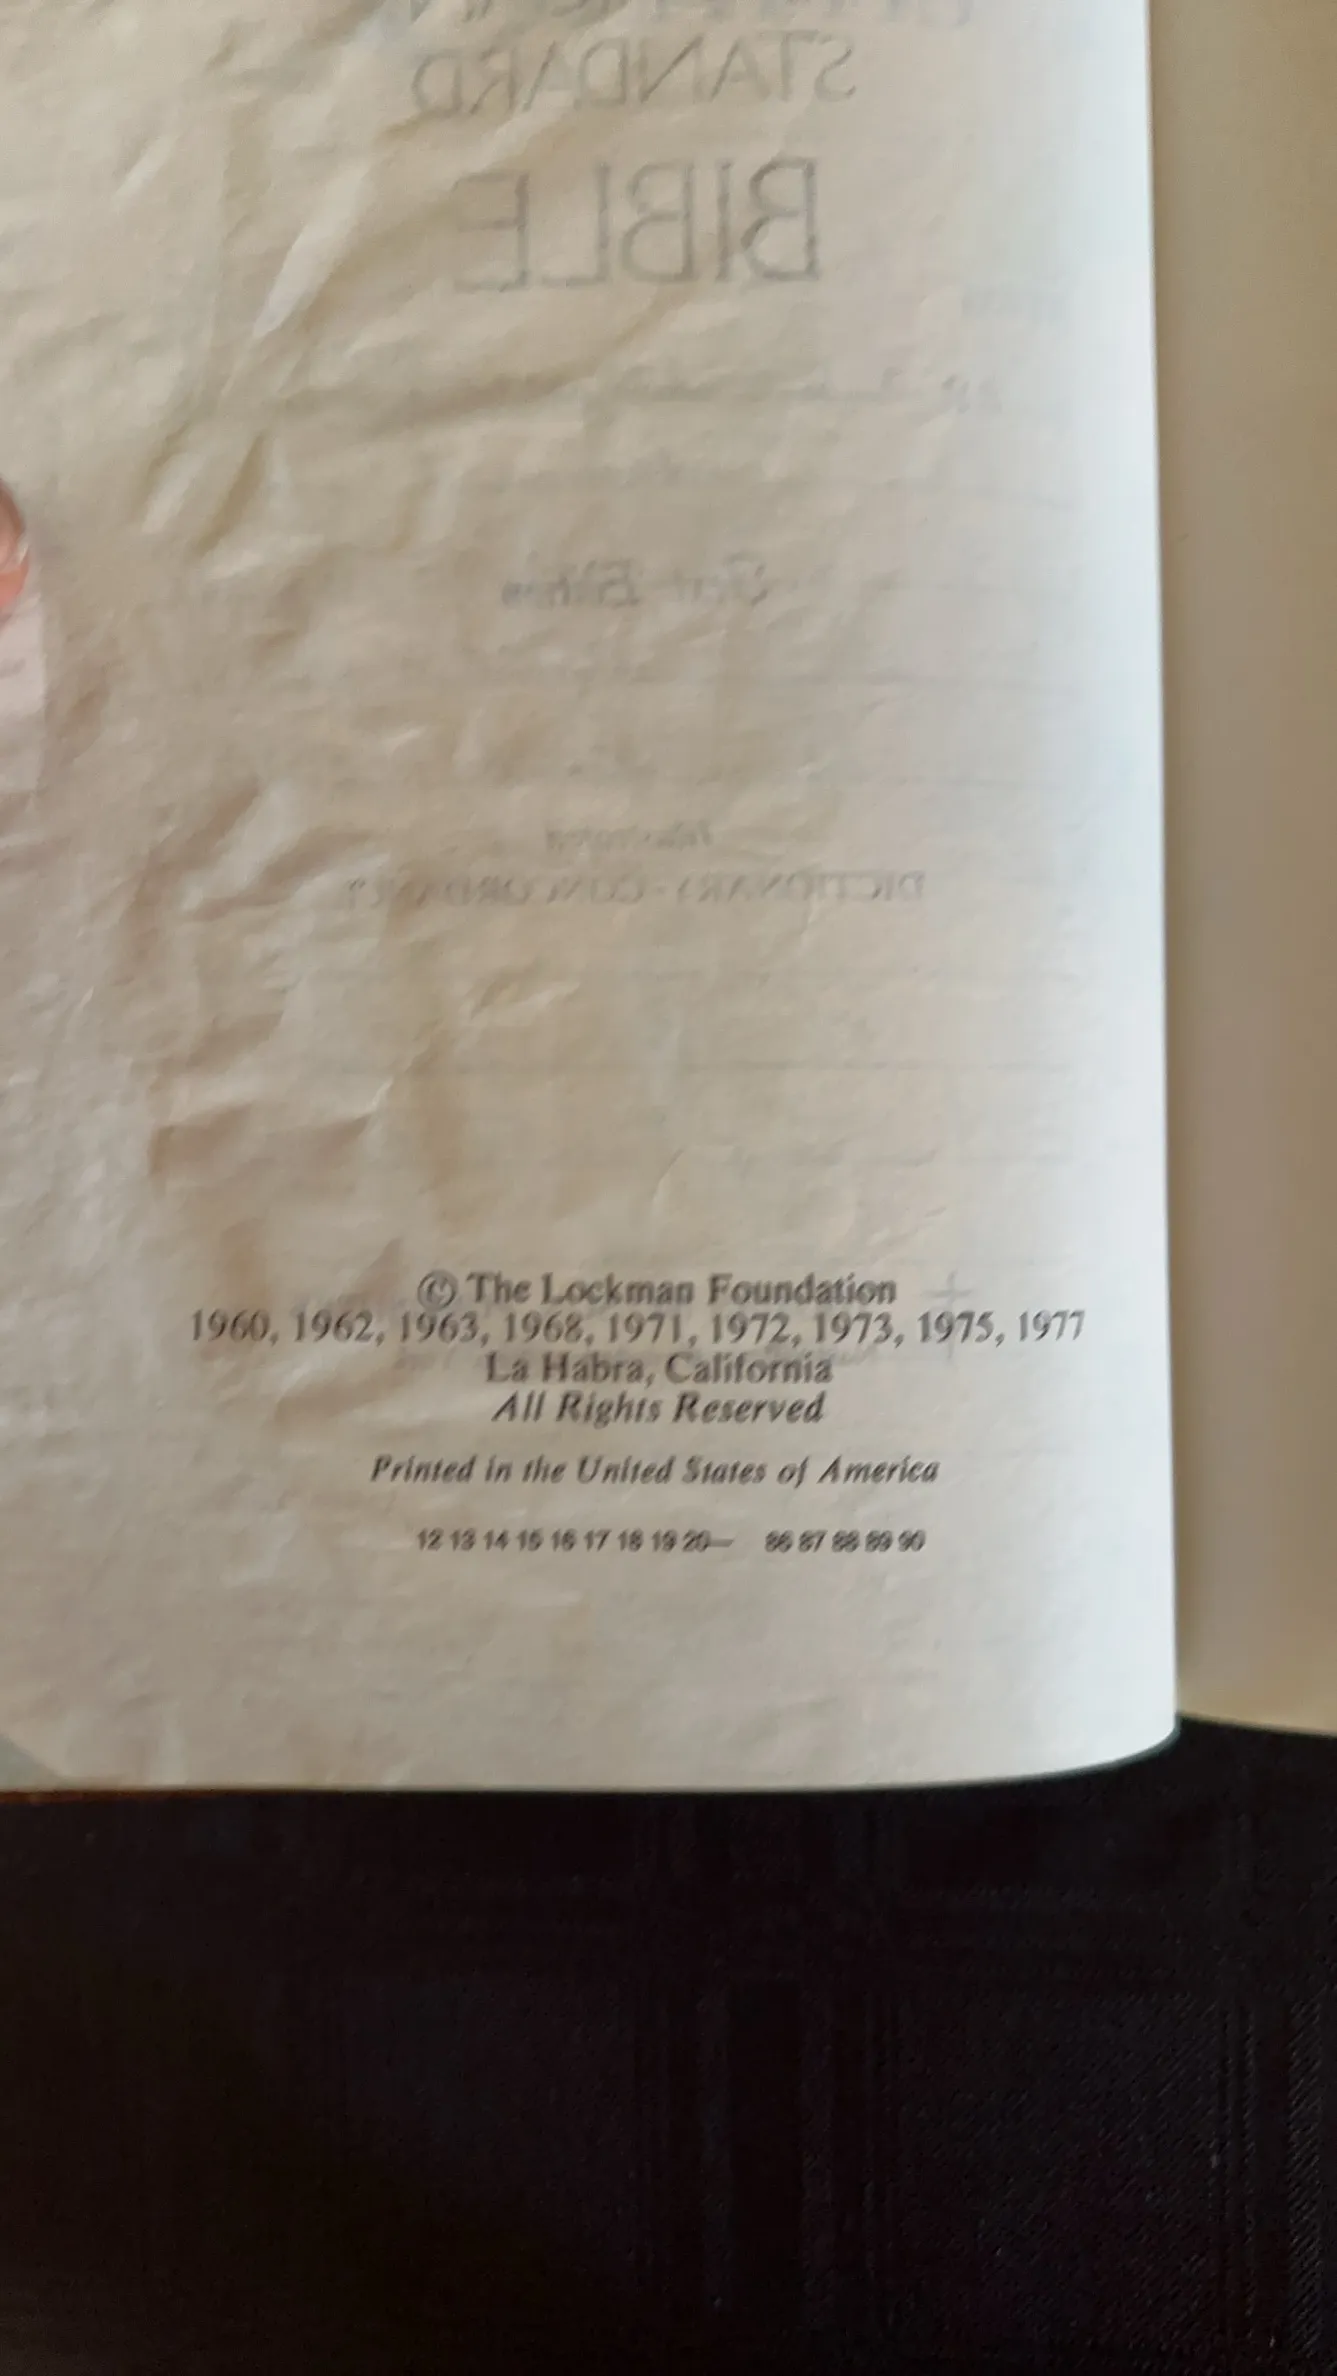 STANDARD
BIBLE
DICTIONARY - CONCORDANCE
© The Lockman Foundation
1960, 1962, 1963, 1968, 1971, 1972, 1973, 1975, 1977
La Habra, California
All Rights Reserved
Printed in the United States of America
12 13 14 15 16 17 18 19 20— 86 87 88 89 90